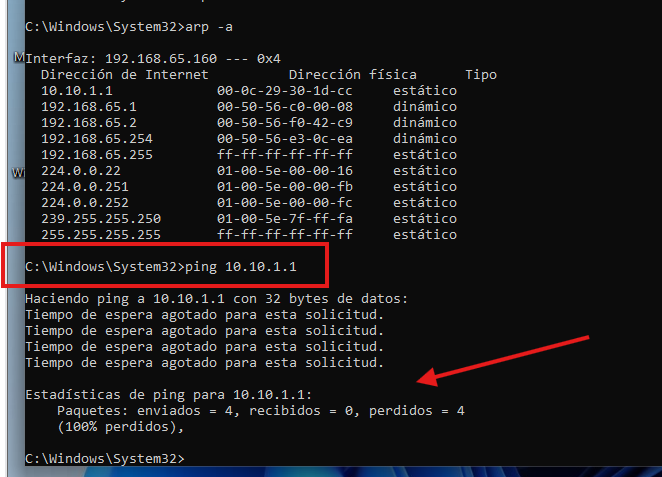 C:\Windows\System32>arp -a
Interfaz: 192.168.65.160 --- 0x4
Dirección de Internet Dirección física Tipo
10.10.1.1 00-0c-29-30-1d-cc estático
192.168.65.1 00-50-56-c0-00-08 dinámico
192.168.65.2 00-50-56-f0-42-c9 dinámico
192.168.65.254 00-50-56-e3-0c-ea dinámico
192.168.65.255 ff-ff-ff-ff-ff-ff estático
224.0.0.22 01-00-5e-00-00-16 estático
224.0.0.251 01-00-5e-00-00-fb estático
224.0.0.252 01-00-5e-00-00-fc estático
239.255.255.250 01-00-5e-7f-ff-fa estático
255.255.255.255 ff-ff-ff-ff-ff-ff estático
C:\Windows\System32>ping 10.10.1.1
Haciendo ping a 10.10.1.1 con 32 bytes de datos:
Tiempo de espera agotado para esta solicitud.
Tiempo de espera agotado para esta solicitud.
Tiempo de espera agotado para esta solicitud.
Tiempo de espera agotado para esta solicitud.
Estadísticas de ping para 10.10.1.1:
Paquetes: enviados = 4, recibidos = 0, perdidos = 4
(100% perdidos),
C:\Windows\System32>